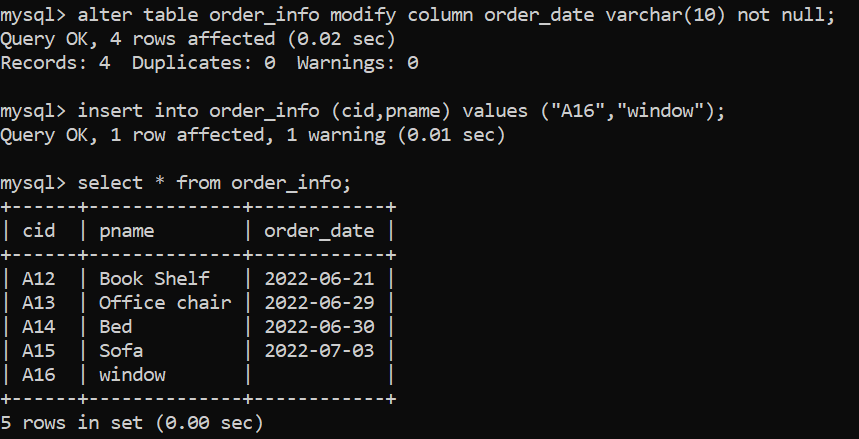 mysql> alter table order_info modify column order_date varchar(10) not null;
Query OK, 4 rows affected (0.02 sec)
Records: 4  Duplicates: 0  Warnings: 0

mysql> insert into order_info (cid,pname) values ("A16","window");
Query OK, 1 row affected, 1 warning (0.01 sec)

mysql> select * from order_info;
+------+--------------+------------+
| cid  | pname        | order_date |
+------+--------------+------------+
| A12  | Book Shelf   | 2022-06-21 |
| A13  | Office chair | 2022-06-29 |
| A14  | Bed          | 2022-06-30 |
| A15  | Sofa         | 2022-07-03 |
| A16  | window       |            |
+------+--------------+------------+
5 rows in set (0.00 sec)